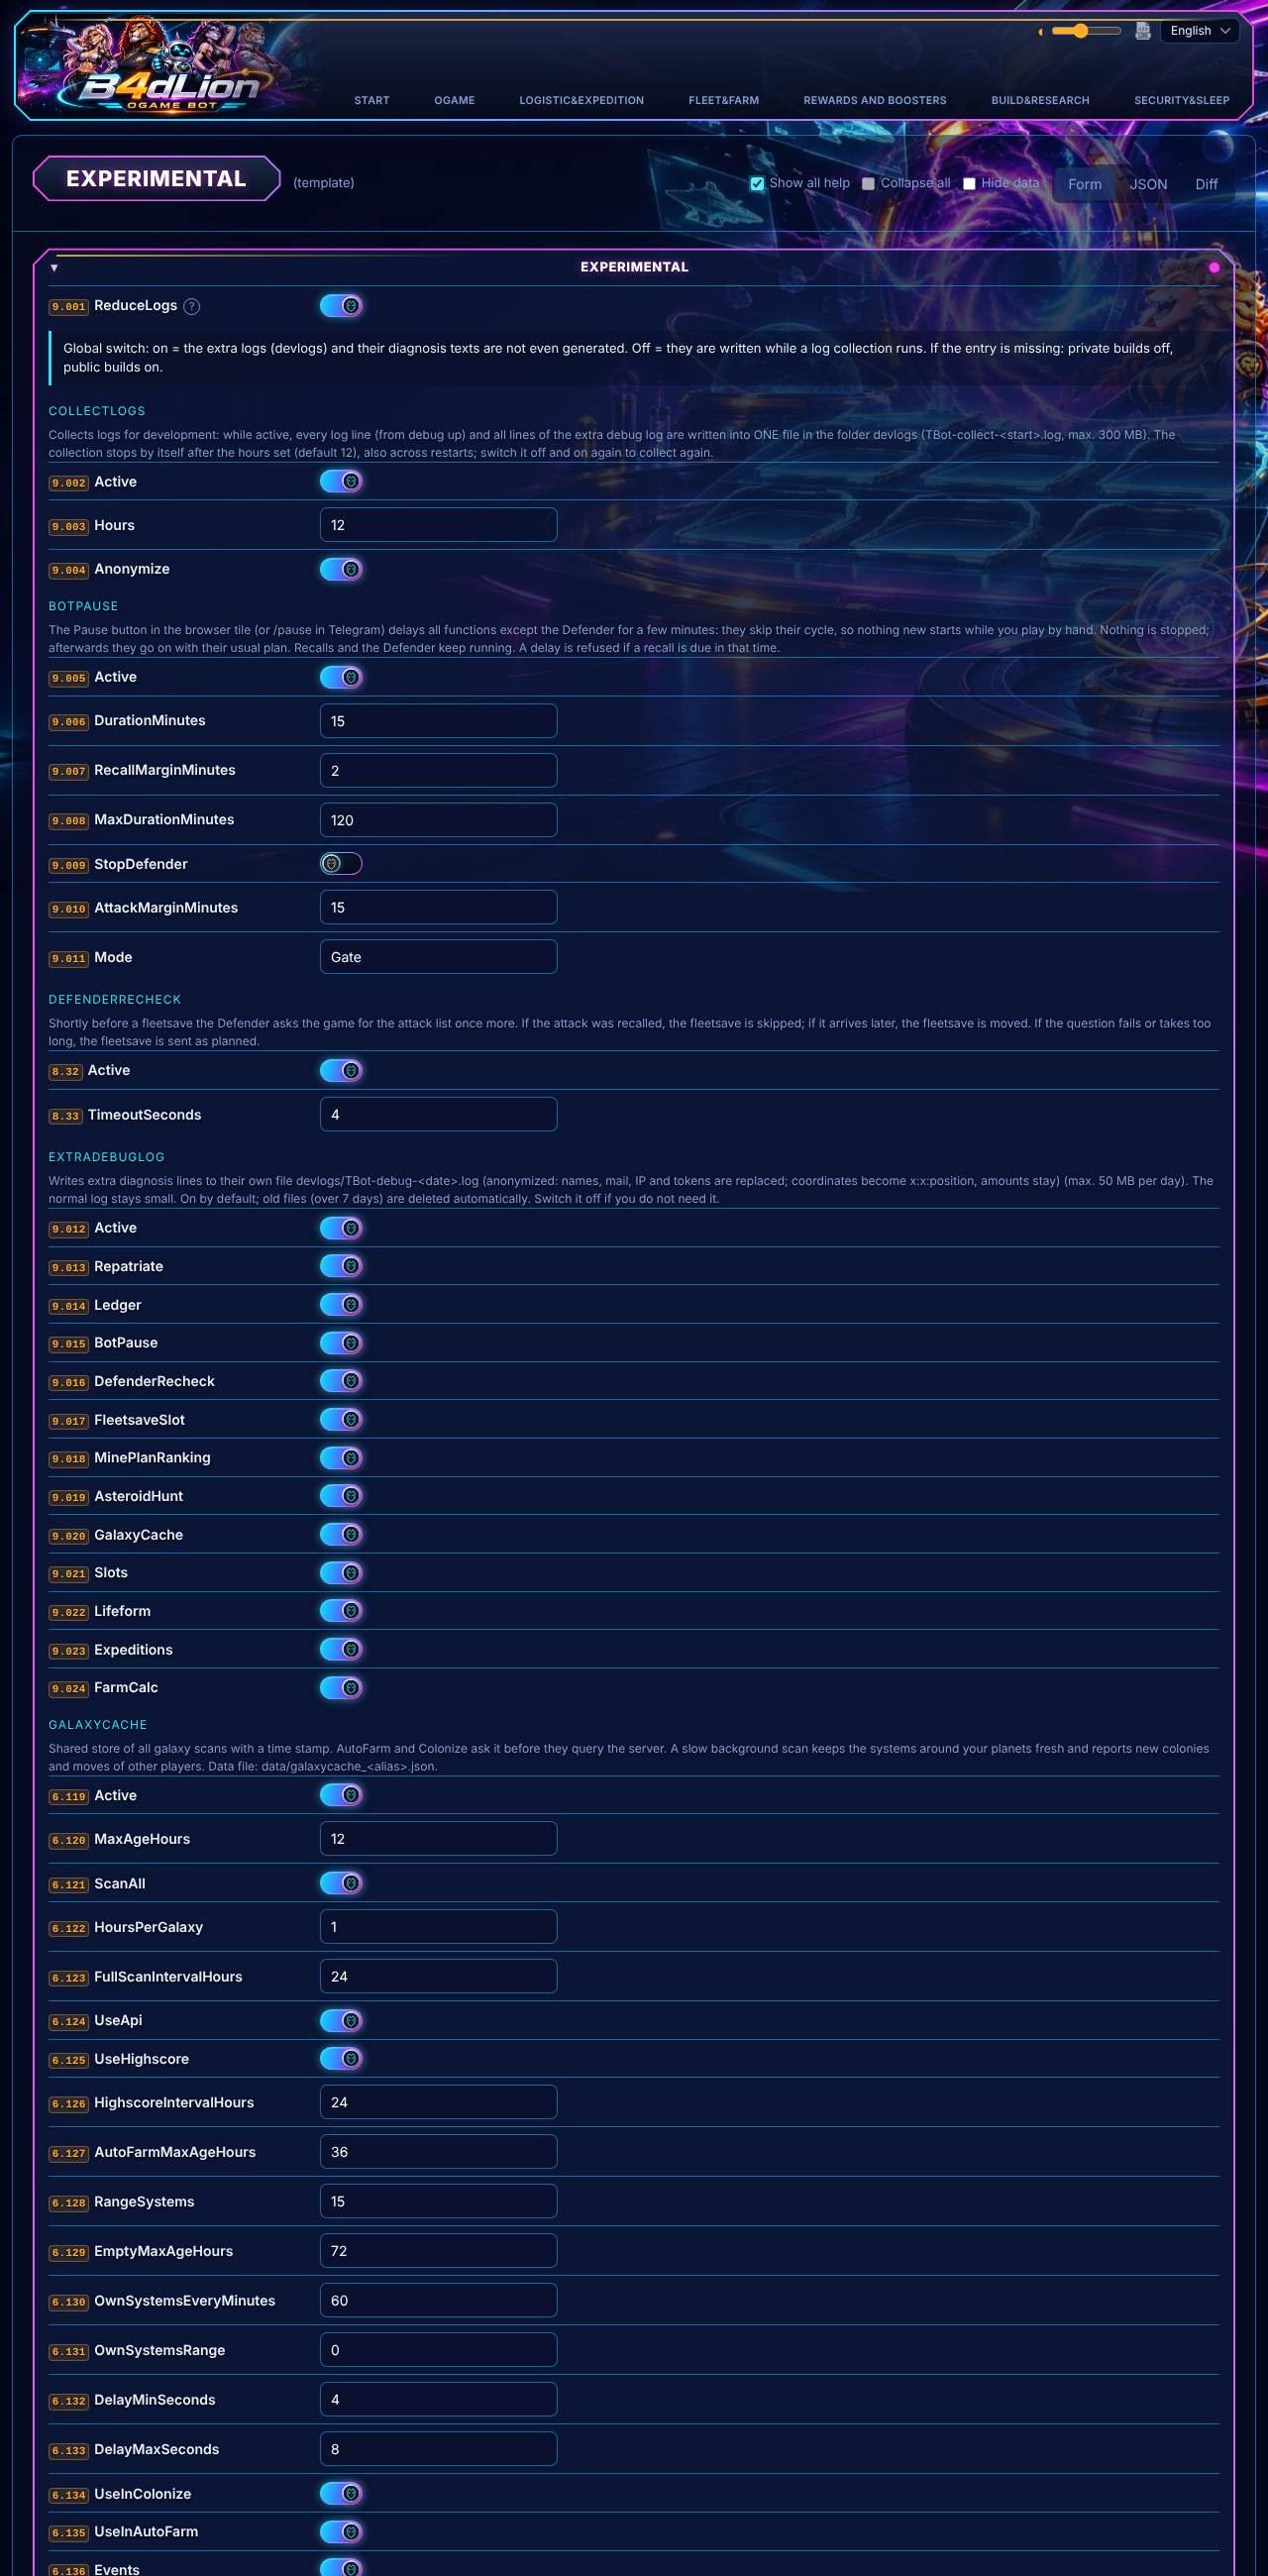 B4dLion
OGAME BOT
English
START
OGAME
LOGISTIC&EXPEDITION
FLEET&FARM
REWARDS AND BOOSTERS
BUILD&RESEARCH
SECURITY&SLEEP
EXPERIMENTAL
(template)
Show all help
Collapse all
Hide data
Form
JSON
Diff
EXPERIMENTAL
9.001 ReduceLogs ?
Global switch: on = the extra logs (devlogs) and their diagnosis texts are not even generated. Off = they are written while a log collection runs. If the entry is missing: private builds off,
public builds on.
COLLECTLOGS
Collects logs for development: while active, every log line (from debug up) and all lines of the extra debug log are written into ONE file in the folder devlogs (TBot-collect-<start>.log, max. 300 MB). The
collection stops by itself after the hours set (default 12), also across restarts; switch it off and on again to collect again.
9.002 Active
9.003 Hours 12
9.004 Anonymize
BOTPAUSE
The Pause button in the browser tile (or /pause in Telegram) delays all functions except the Defender for a few minutes: they skip their cycle, so nothing new starts while you play by hand. Nothing is stopped;
afterwards they go on with their usual plan. Recalls and the Defender keep running. A delay is refused if a recall is due in that time.
9.005 Active
9.006 DurationMinutes 15
9.007 RecallMarginMinutes 2
9.008 MaxDurationMinutes 120
9.009 StopDefender
9.010 AttackMarginMinutes 15
9.011 Mode Gate
DEFENDERRECHECK
Shortly before a fleetsave the Defender asks the game for the attack list once more. If the attack was recalled, the fleetsave is skipped; if it arrives later, the fleetsave is moved. If the question fails or takes too
long, the fleetsave is sent as planned.
8.32 Active
8.33 TimeoutSeconds 4
EXTRADEBUGLOG
Writes extra diagnosis lines to their own file devlogs/TBot-debug-<date>.log (anonymized: names, mail, IP and tokens are replaced; coordinates become x:x:position, amounts stay) (max. 50 MB per day). The
normal log stays small. On by default; old files (over 7 days) are deleted automatically. Switch it off if you do not need it.
9.012 Active
9.013 Repatriate
9.014 Ledger
9.015 BotPause
9.016 DefenderRecheck
9.017 FleetsaveSlot
9.018 MinePlanRanking
9.019 AsteroidHunt
9.020 GalaxyCache
9.021 Slots
9.022 Lifeform
9.023 Expeditions
9.024 FarmCalc
GALAXYCACHE
Shared store of all galaxy scans with a time stamp. AutoFarm and Colonize ask it before they query the server. A slow background scan keeps the systems around your planets fresh and reports new colonies
and moves of other players. Data file: data/galaxycache_<alias>.json.
6.119 Active
6.120 MaxAgeHours 12
6.121 ScanAll
6.122 HoursPerGalaxy 1
6.123 FullScanIntervalHours 24
6.124 UseApi
6.125 UseHighscore
6.126 HighscoreIntervalHours 24
6.127 AutoFarmMaxAgeHours 36
6.128 RangeSystems 15
6.129 EmptyMaxAgeHours 72
6.130 OwnSystemsEveryMinutes 60
6.131 OwnSystemsRange 0
6.132 DelayMinSeconds 4
6.133 DelayMaxSeconds 8
6.134 UseInColonize
6.135 UseInAutoFarm
6.136 Events